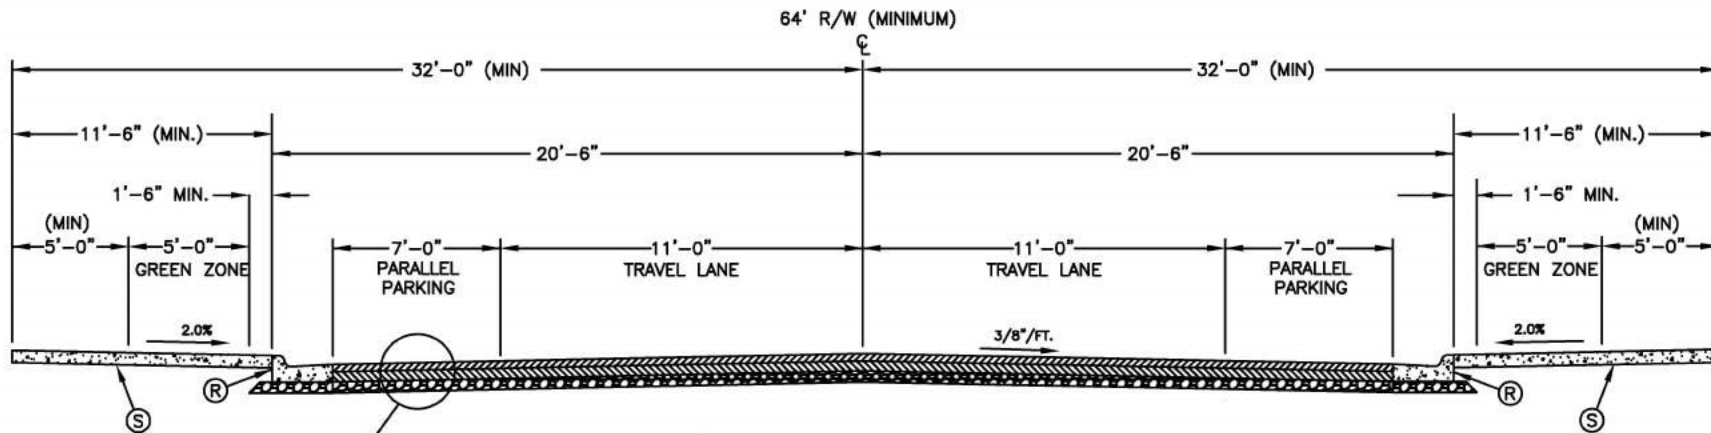 64' R/W (MINIMUM)
℄
32'-0" (MIN) 32'-0" (MIN)
11'-6" (MIN.) 11'-6" (MIN.)
20'-6" 20'-6"
1'-6" MIN. 1'-6" MIN.
(MIN) (MIN)
5'-0" 5'-0" 7'-0" 11'-0" 11'-0" 7'-0" 5'-0" 5'-0"
GREEN ZONE PARALLEL TRAVEL LANE TRAVEL LANE PARALLEL GREEN ZONE
PARKING PARKING
2.0% 3/8"/FT. 2.0%
R R
S S